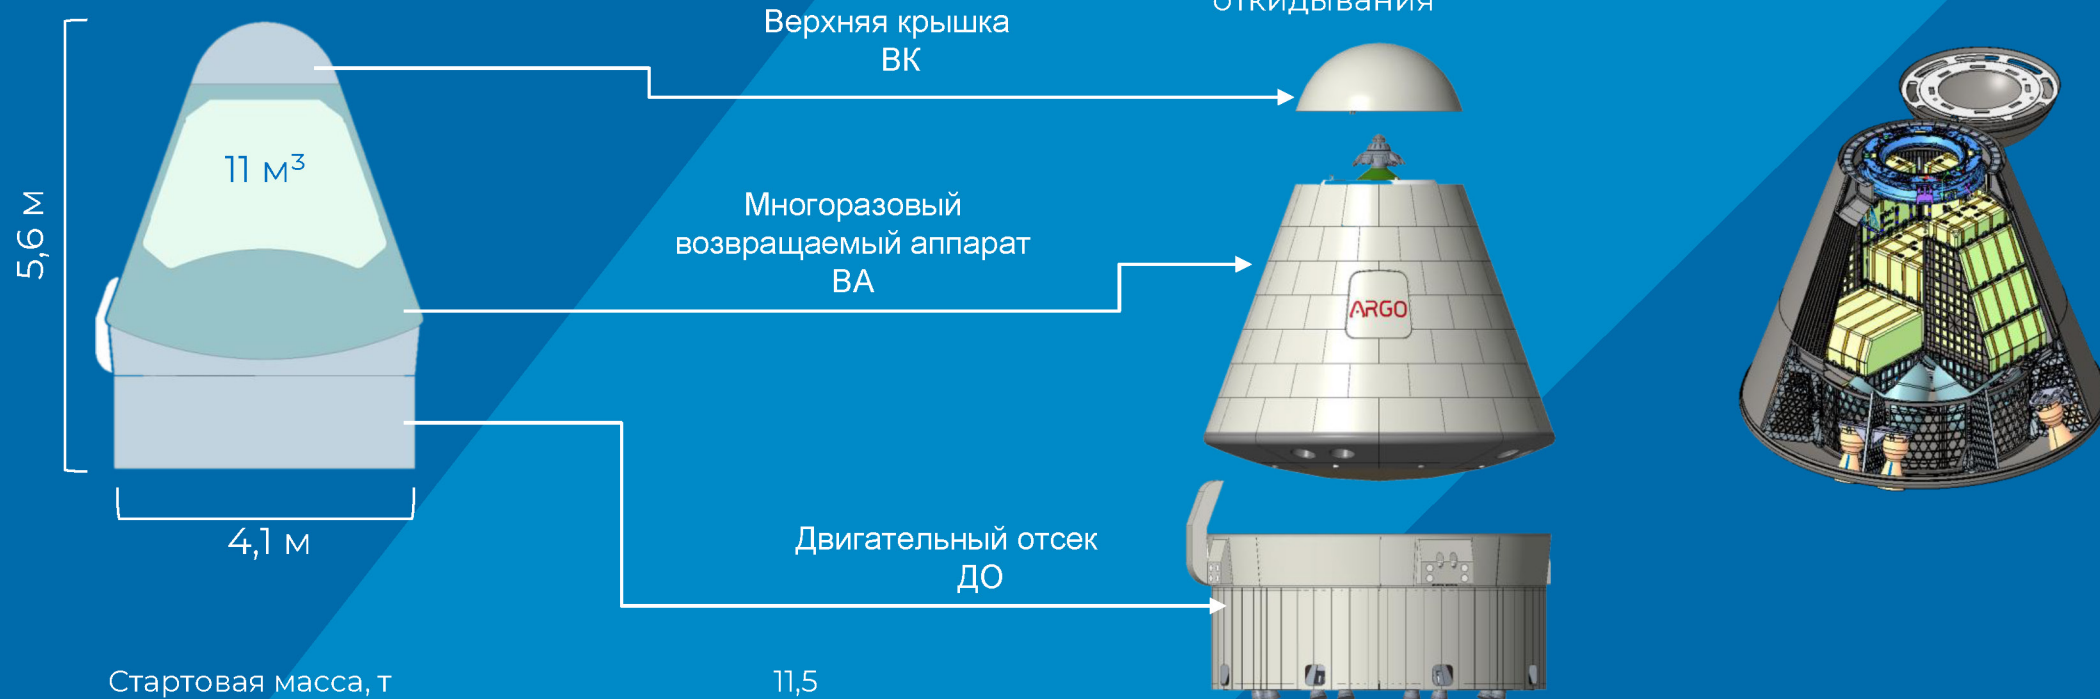 откидывания
Верхняя крышка
ВК
11 м³
5,6 м
Многоразовый
возвращаемый аппарат
ВА
ARGO
4,1 м
Двигательный отсек
ДО
Стартовая масса, т
11,5